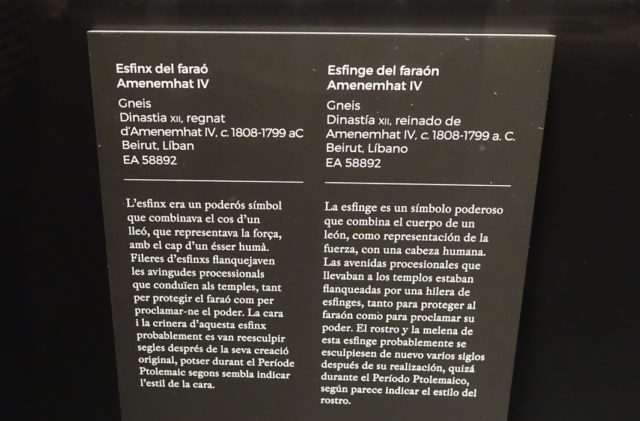 Esfinx del faraó
Amenemhat IV
Gneis
Dinastia XII, regnat
d'Amenemhat IV, c. 1808-1799 aC
Beirut, Líban
EA 58892
L'esfinx era un poderós símbol
que combinava el cos d'un
lleó, que representava la força,
amb el cap d'un ésser humà.
Fileres d'esfinxs flanquejaven
les avingudes processionals
que conduïen als temples, tant
per protegir el faraó com per
proclamar-ne el poder. La cara
i la crinera d'aquesta esfinx
probablement es van reesculpir
segles després de la seva creació
original, potser durant el Període
Ptolemaic segons sembla indicar
l'estil de la cara.
Esfinge del faraón
Amenemhat IV
Gneis
Dinastía XII, reinado de
Amenemhat IV, c. 1808-1799 a. C.
Beirut, Líbano
EA 58892
La esfinge es un símbolo poderoso
que combina el cuerpo de un
león, como representación de la
fuerza, con una cabeza humana.
Las avenidas procesionales que
llevaban a los templos estaban
flanqueadas por una hilera de
esfinges, tanto para proteger al
faraón como para proclamar su
poder. El rostro y la melena de
esta esfinge probablemente se
esculpiesen de nuevo varios siglos
después de su realización, quizá
durante el Período Ptolemaico,
según parece indicar el estilo del
rostro.